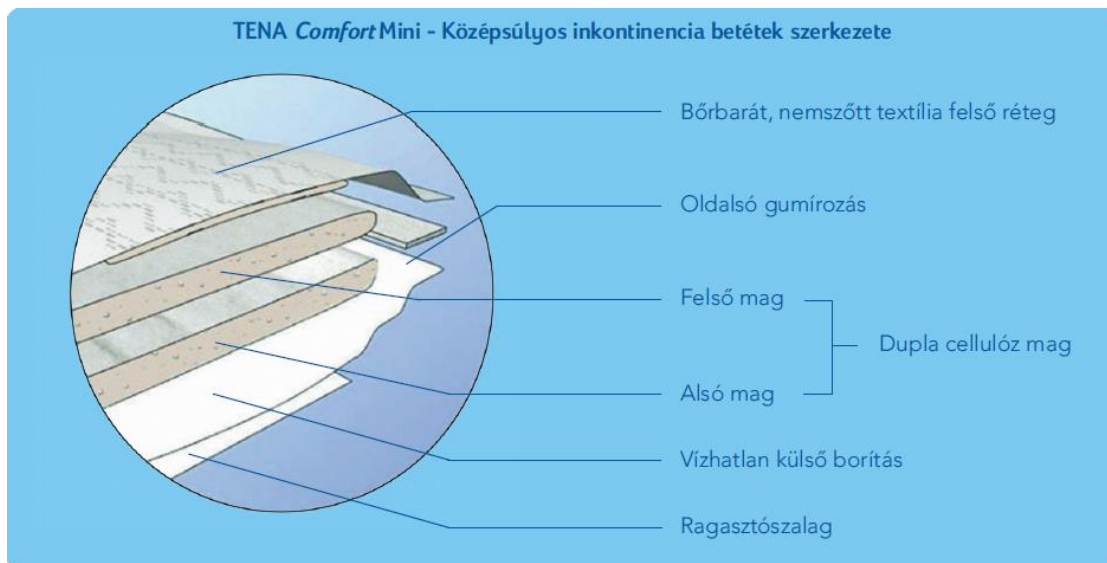 TENA Comfort Mini - Középsúlyos inkontinencia betétek szerkezete
Bőrbarát, nemszőtt textília felső réteg
Oldalsó gumírozás
Felső mag
Dupla cellulóz mag
Alsó mag
Vízhatlan külső borítás
Ragasztószalag